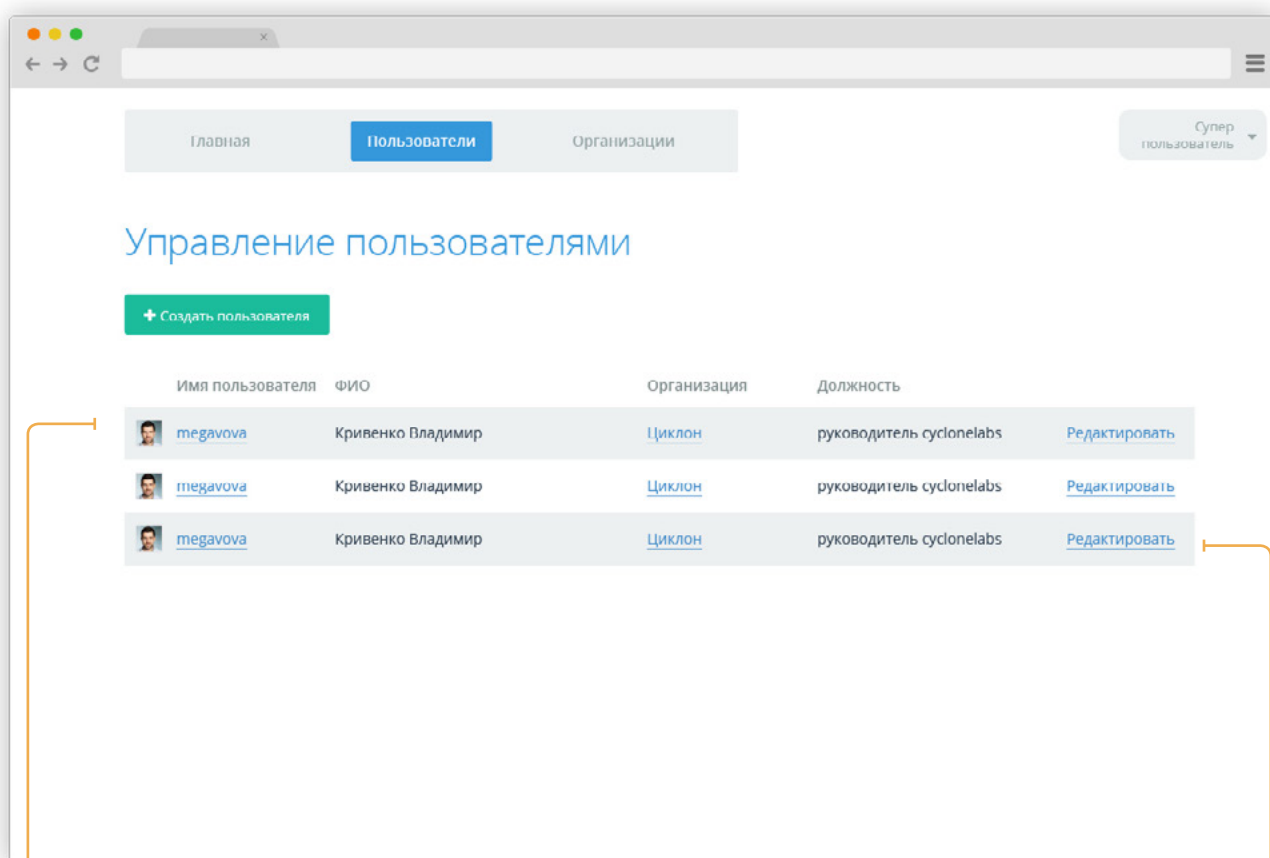 Главная Пользователи Организации
Супер
пользователь
Управление пользователями
Создать пользователя
Имя пользователя ФИО Организация Должность
megavova Кривенко Владимир Циклон руководитель cyclonelabs Редактировать
megavova Кривенко Владимир Циклон руководитель cyclonelabs Редактировать
megavova Кривенко Владимир Циклон руководитель cyclonelabs Редактировать